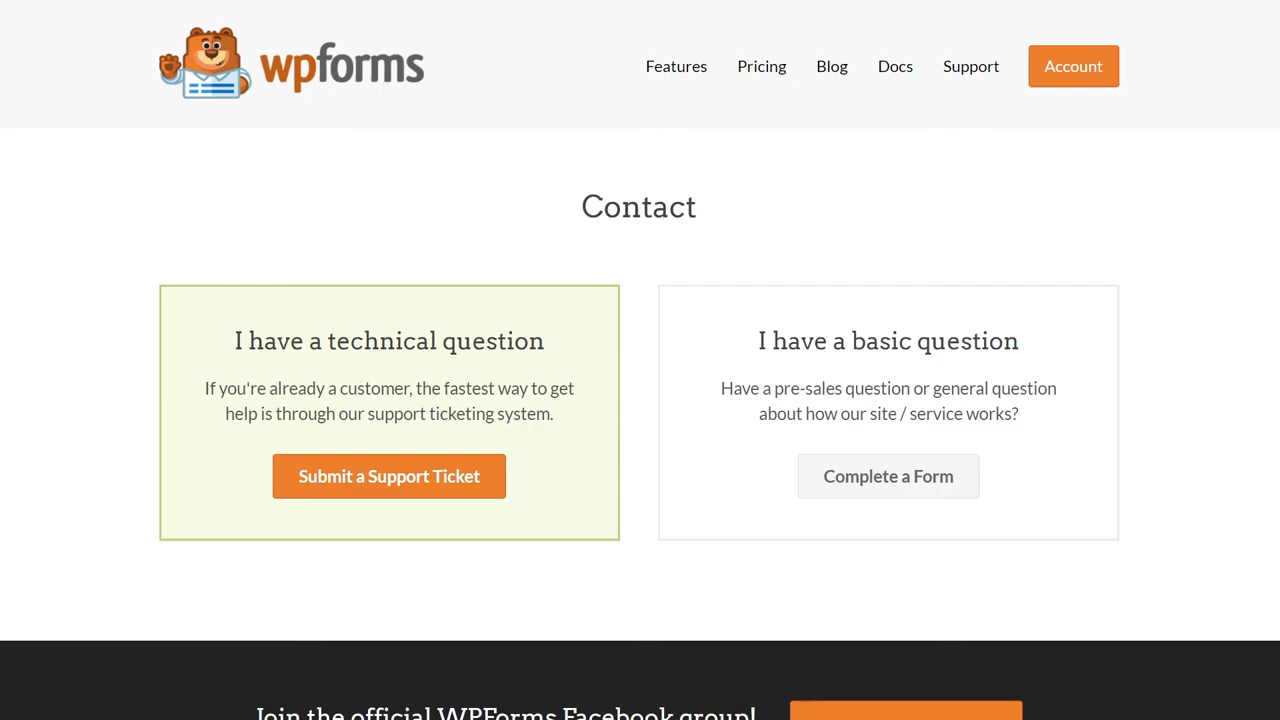 wpforms
Features Pricing Blog Docs Support Account
Contact
I have a technical question
If you're already a customer, the fastest way to get
help is through our support ticketing system.
Submit a Support Ticket
I have a basic question
Have a pre-sales question or general question
about how our site / service works?
Complete a Form
Join the official WPForms Facebook group!